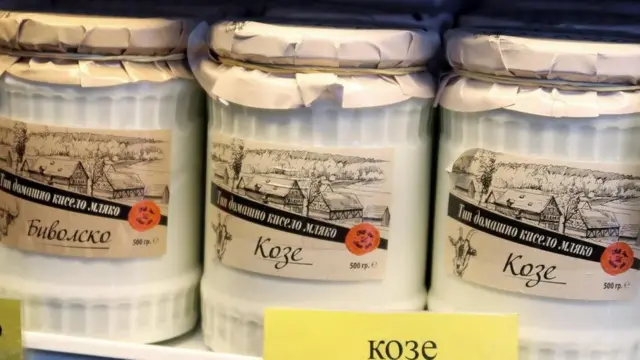 Тип домашно кисело мляко
Биволско
500 гр. ℮
Тип домашно кисело мляко
Козе
500 гр. ℮
Тип домашно кисело мляко
Козе
500 гр. ℮
козе